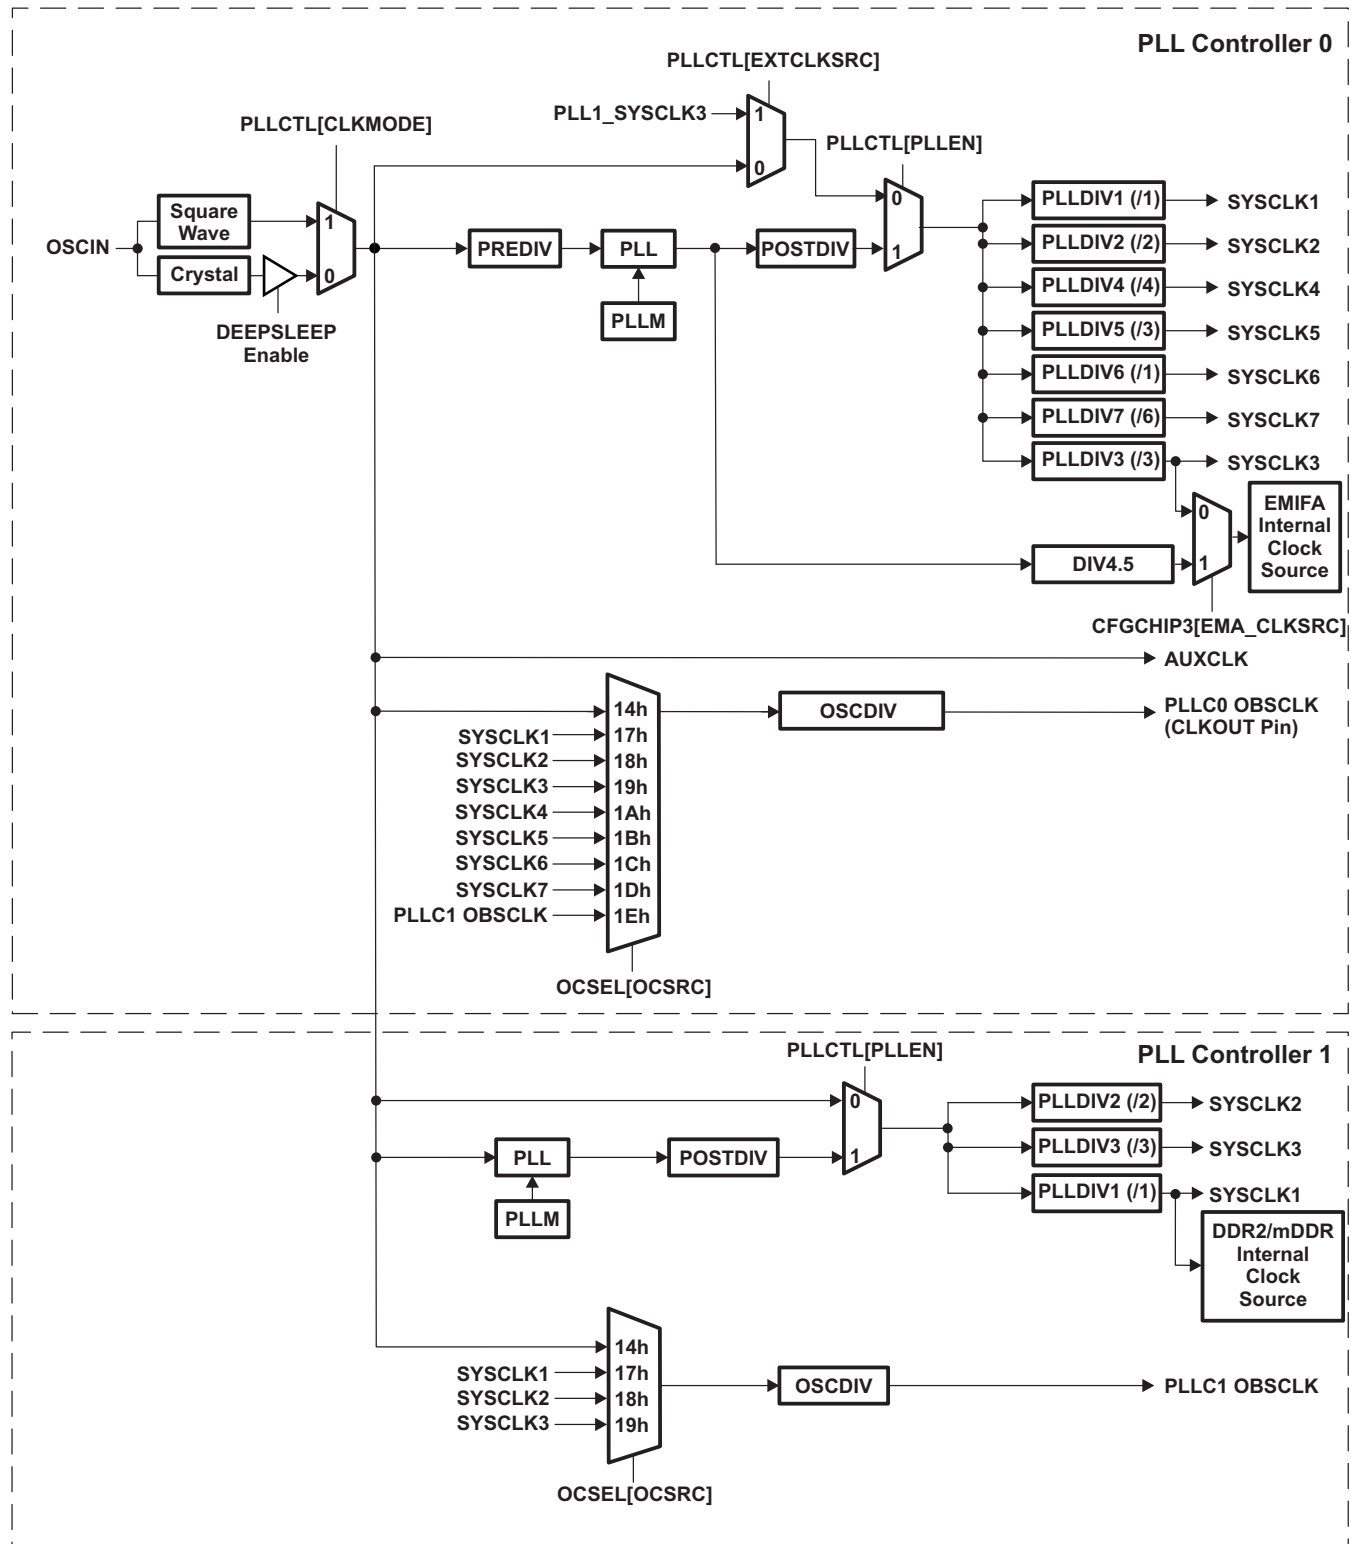 PLL Controller 0
PLLCTL[EXTCLKSRC]
PLL1_SYSCLK3
1
0
PLLCTL[CLKMODE]
PLLCTL[PLLEN]
OSCIN
Square
Wave
Crystal
1
0
DEEPSLEEP
Enable
PREDIV
PLL
PLLM
POSTDIV
0
1
PLLDIV1 (/1)
SYSCLK1
PLLDIV2 (/2)
SYSCLK2
PLLDIV4 (/4)
SYSCLK4
PLLDIV5 (/3)
SYSCLK5
PLLDIV6 (/1)
SYSCLK6
PLLDIV7 (/6)
SYSCLK7
PLLDIV3 (/3)
SYSCLK3
0
1
EMIFA
Internal
Clock
Source
DIV4.5
CFGCHIP3[EMA_CLKSRC]
AUXCLK
14h
SYSCLK1
17h
SYSCLK2
18h
SYSCLK3
19h
SYSCLK4
1Ah
SYSCLK5
1Bh
SYSCLK6
1Ch
SYSCLK7
1Dh
PLLC1 OBSCLK
1Eh
OCSEL[OCSRC]
OSCDIV
PLLC0 OBSCLK
(CLKOUT Pin)
PLL Controller 1
PLLCTL[PLLEN]
0
1
PLL
PLLM
POSTDIV
PLLDIV2 (/2)
SYSCLK2
PLLDIV3 (/3)
SYSCLK3
PLLDIV1 (/1)
SYSCLK1
DDR2/mDDR
Internal
Clock
Source
14h
SYSCLK1
17h
SYSCLK2
18h
SYSCLK3
19h
OCSEL[OCSRC]
OSCDIV
PLLC1 OBSCLK